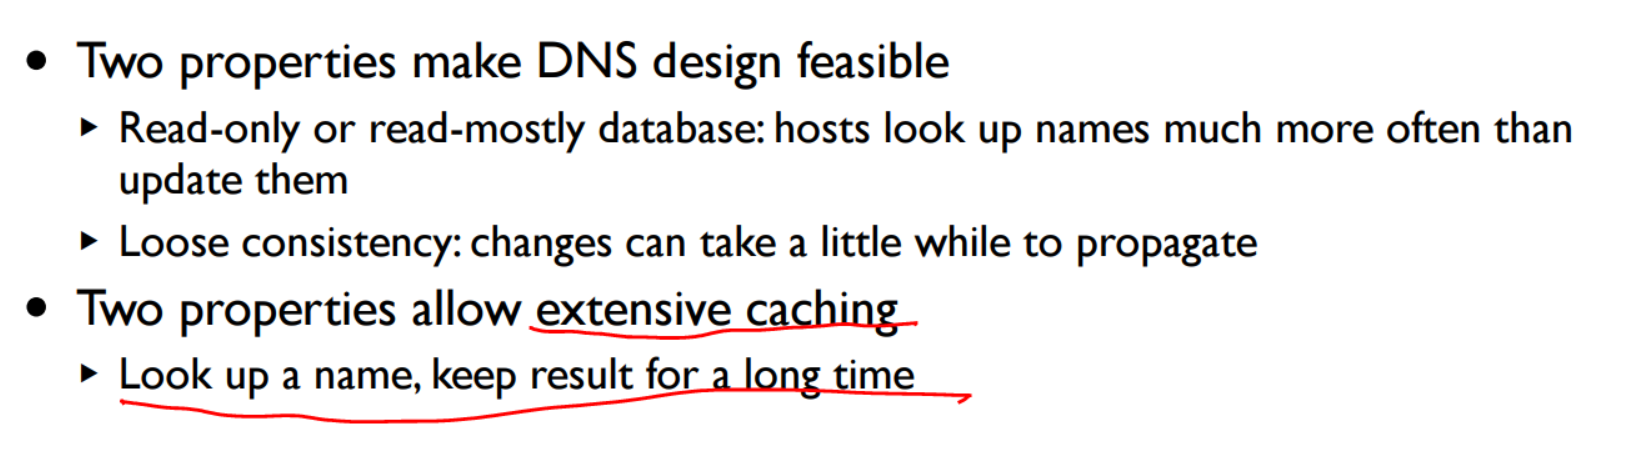 • Two properties make DNS design feasible
▸ Read-only or read-mostly database: hosts look up names much more often than
update them
▸ Loose consistency: changes can take a little while to propagate
• Two properties allow extensive caching
▸ Look up a name, keep result for a long time